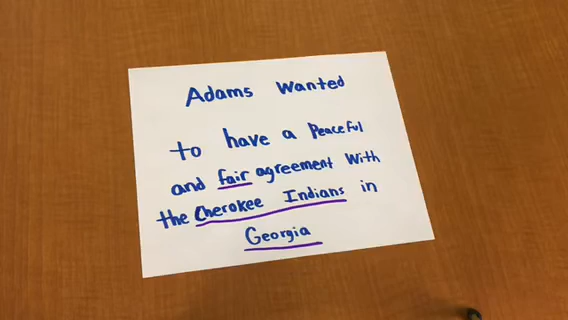 Adams Wanted
to have a Peaceful
and fair agreement With
the Cherokee Indians in
Georgia